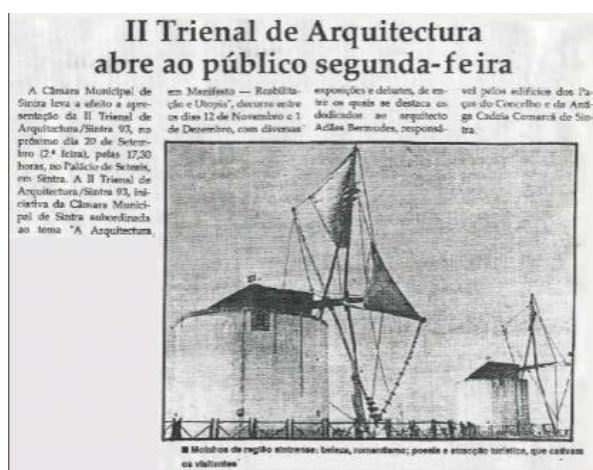 II Trienal de Arquitectura
abre ao público segunda-feira
A Câmara Municipal de
Sintra leva a efeito a apre-
sentação da II Trienal de
Arquitectura/Sintra 93, no
próximo dia 20 de Setem-
bro (2.ª feira), pelas 17,30
horas, no Palácio de Seteais,
em Sintra. A II Trienal de
Arquitectura/Sintra 93, ini-
ciativa da Câmara Munici-
pal de Sintra subordinada
ao tema "A Arquitectura
em Manifesto — Reabilita-
ção e Utopia", decorre entre
os dias 12 de Novembro e 1
de Dezembro, com diversas
exposições e debates, de en-
tre os quais se destaca os
dedicados ao arquitecto
Adães Bermudes, responsá-
vel pelos edifícios dos Pa-
ços do Concelho e da Anti-
ga Cadeia Comarcã de Sin-
tra.
■ Moinhos da região sintrense: beleza, romantismo; poesia e atracção turística, que cativam
os visitantes